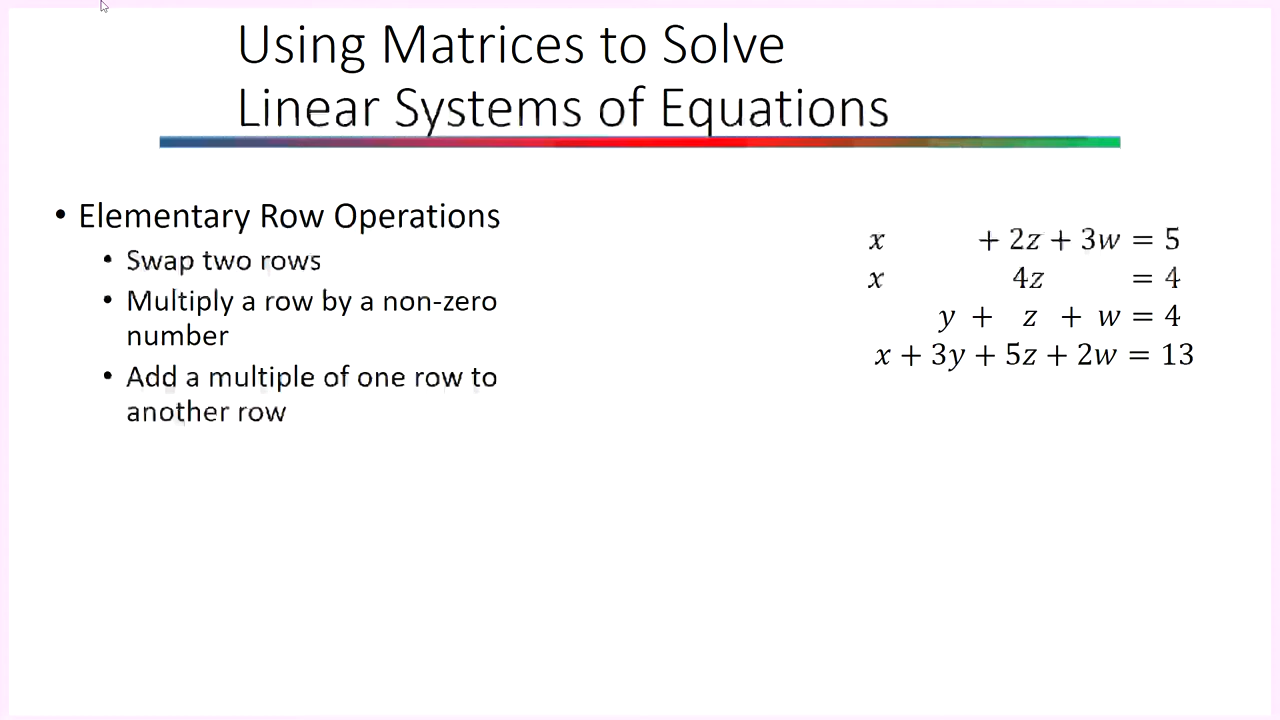 Using Matrices to Solve
Linear Systems of Equations
• Elementary Row Operations
• Swap two rows
• Multiply a row by a non-zero
number
• Add a multiple of one row to
another row
x + 2z + 3w = 5
x 4z = 4
y + z + w = 4
x + 3y + 5z + 2w = 13